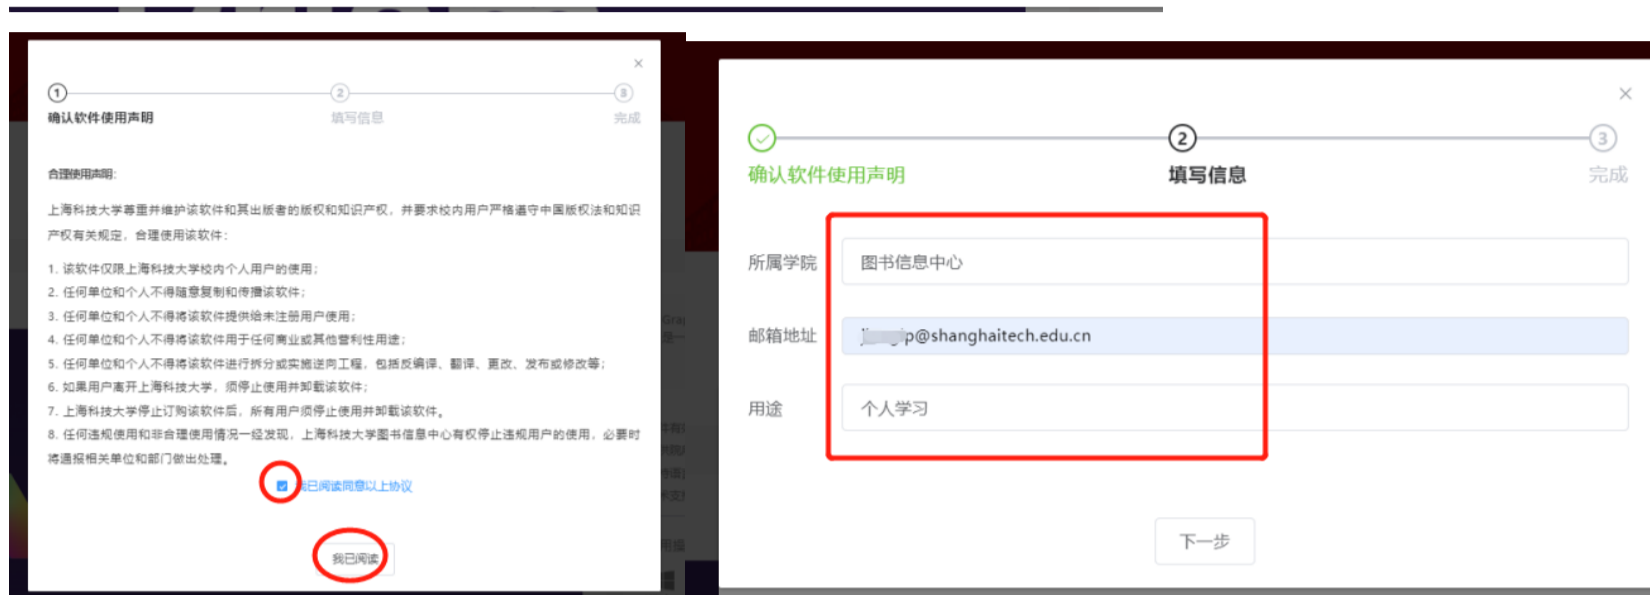 1
2
3
确认软件使用声明
填写信息
完成
合理使用声明:
上海科技大学尊重并维护该软件和其出版者的版权和知识产权，并要求校内用户严格遵守中国版权法和知识
产权有关规定，合理使用该软件：
1. 该软件仅限上海科技大学校内个人用户的使用；
2. 任何单位和个人不得随意复制和传播该软件；
3. 任何单位和个人不得将该软件提供给未注册用户使用；
4. 任何单位和个人不得将该软件用于任何商业或其他营利性用途；
5. 任何单位和个人不得将该软件进行拆分或实施逆向工程，包括反编译、翻译、更改、发布或修改等；
6. 如果用户离开上海科技大学，须停止使用并卸载该软件；
7. 上海科技大学停止订购该软件后，所有用户须停止使用并卸载该软件。
8. 任何违规使用和非合理使用情况一经发现，上海科技大学图书信息中心有权停止违规用户的使用，必要时
将通报相关单位和部门做出处理。
我已阅读同意以上协议
我已阅读
2
3
确认软件使用声明
填写信息
完成
所属学院
图书信息中心
邮箱地址
p@shanghaitech.edu.cn
用途
个人学习
下一步